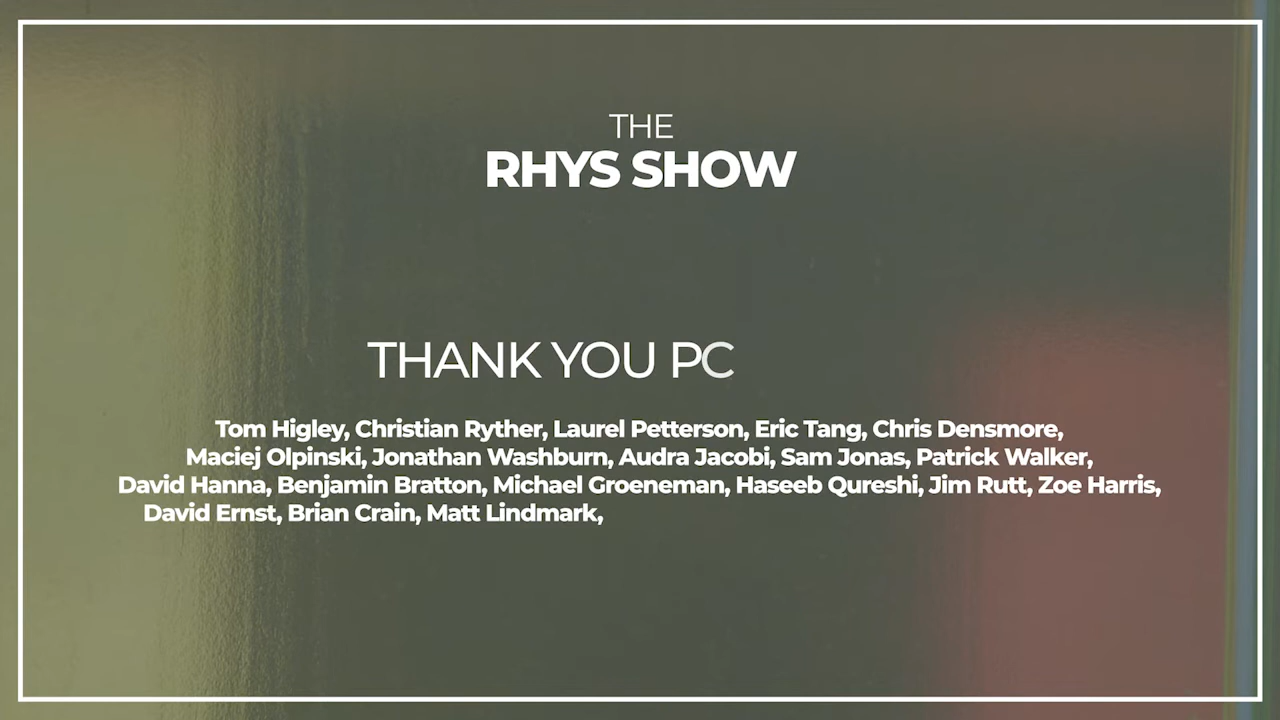 THE
RHYS SHOW
THANK YOU PC
Tom Higley, Christian Ryther, Laurel Petterson, Eric Tang, Chris Densmore,
Maciej Olpinski, Jonathan Washburn, Audra Jacobi, Sam Jonas, Patrick Walker,
David Hanna, Benjamin Bratton, Michael Groeneman, Haseeb Qureshi, Jim Rutt, Zoe Harris,
David Ernst, Brian Crain, Matt Lindmark,